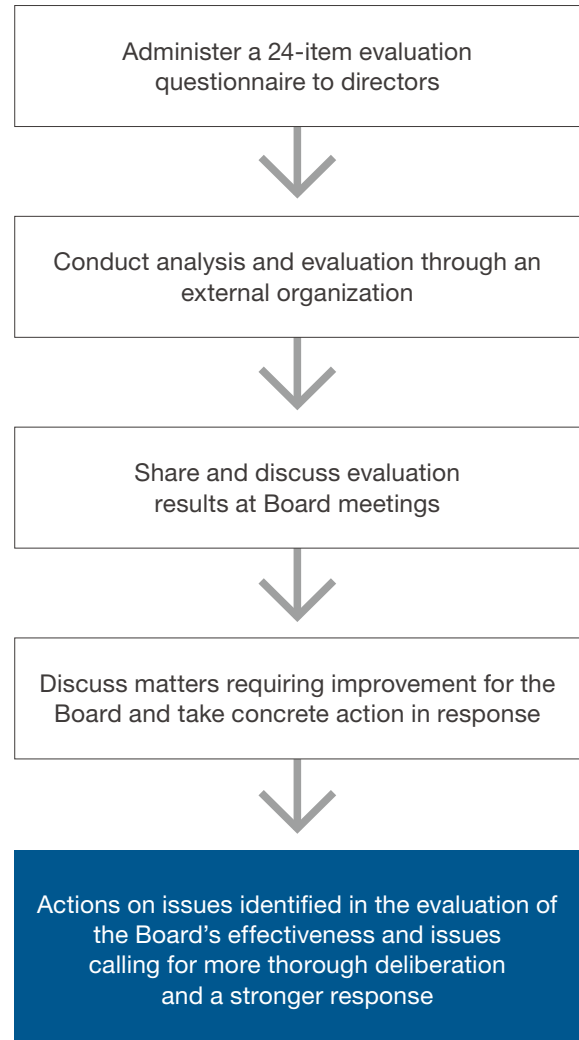 Administer a 24-item evaluation
questionnaire to directors
Conduct analysis and evaluation through an
external organization
Share and discuss evaluation
results at Board meetings
Discuss matters requiring improvement for the
Board and take concrete action in response
Actions on issues identified in the evaluation of
the Board’s effectiveness and issues
calling for more thorough deliberation
and a stronger response